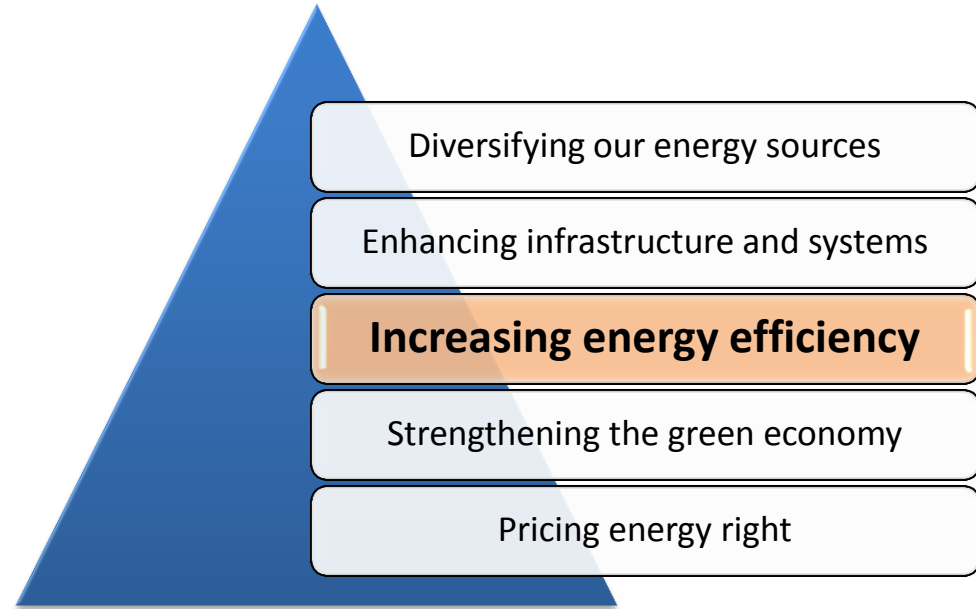 Diversifying our energy sources
Enhancing infrastructure and systems
Increasing energy efficiency
Strengthening the green economy
Pricing energy right